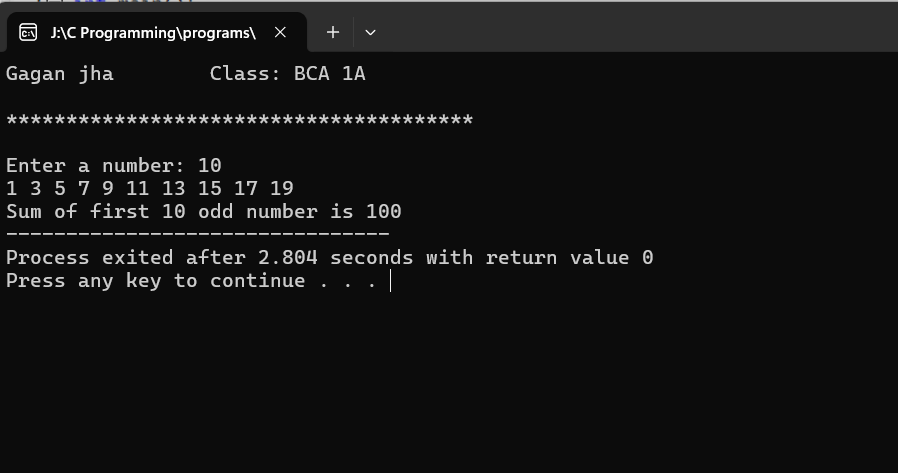 J:\C Programming\programs\
Gagan jha        Class: BCA 1A
***************************************
Enter a number: 10
1 3 5 7 9 11 13 15 17 19
Sum of first 10 odd number is 100
--------------------------------
Process exited after 2.804 seconds with return value 0
Press any key to continue . . .